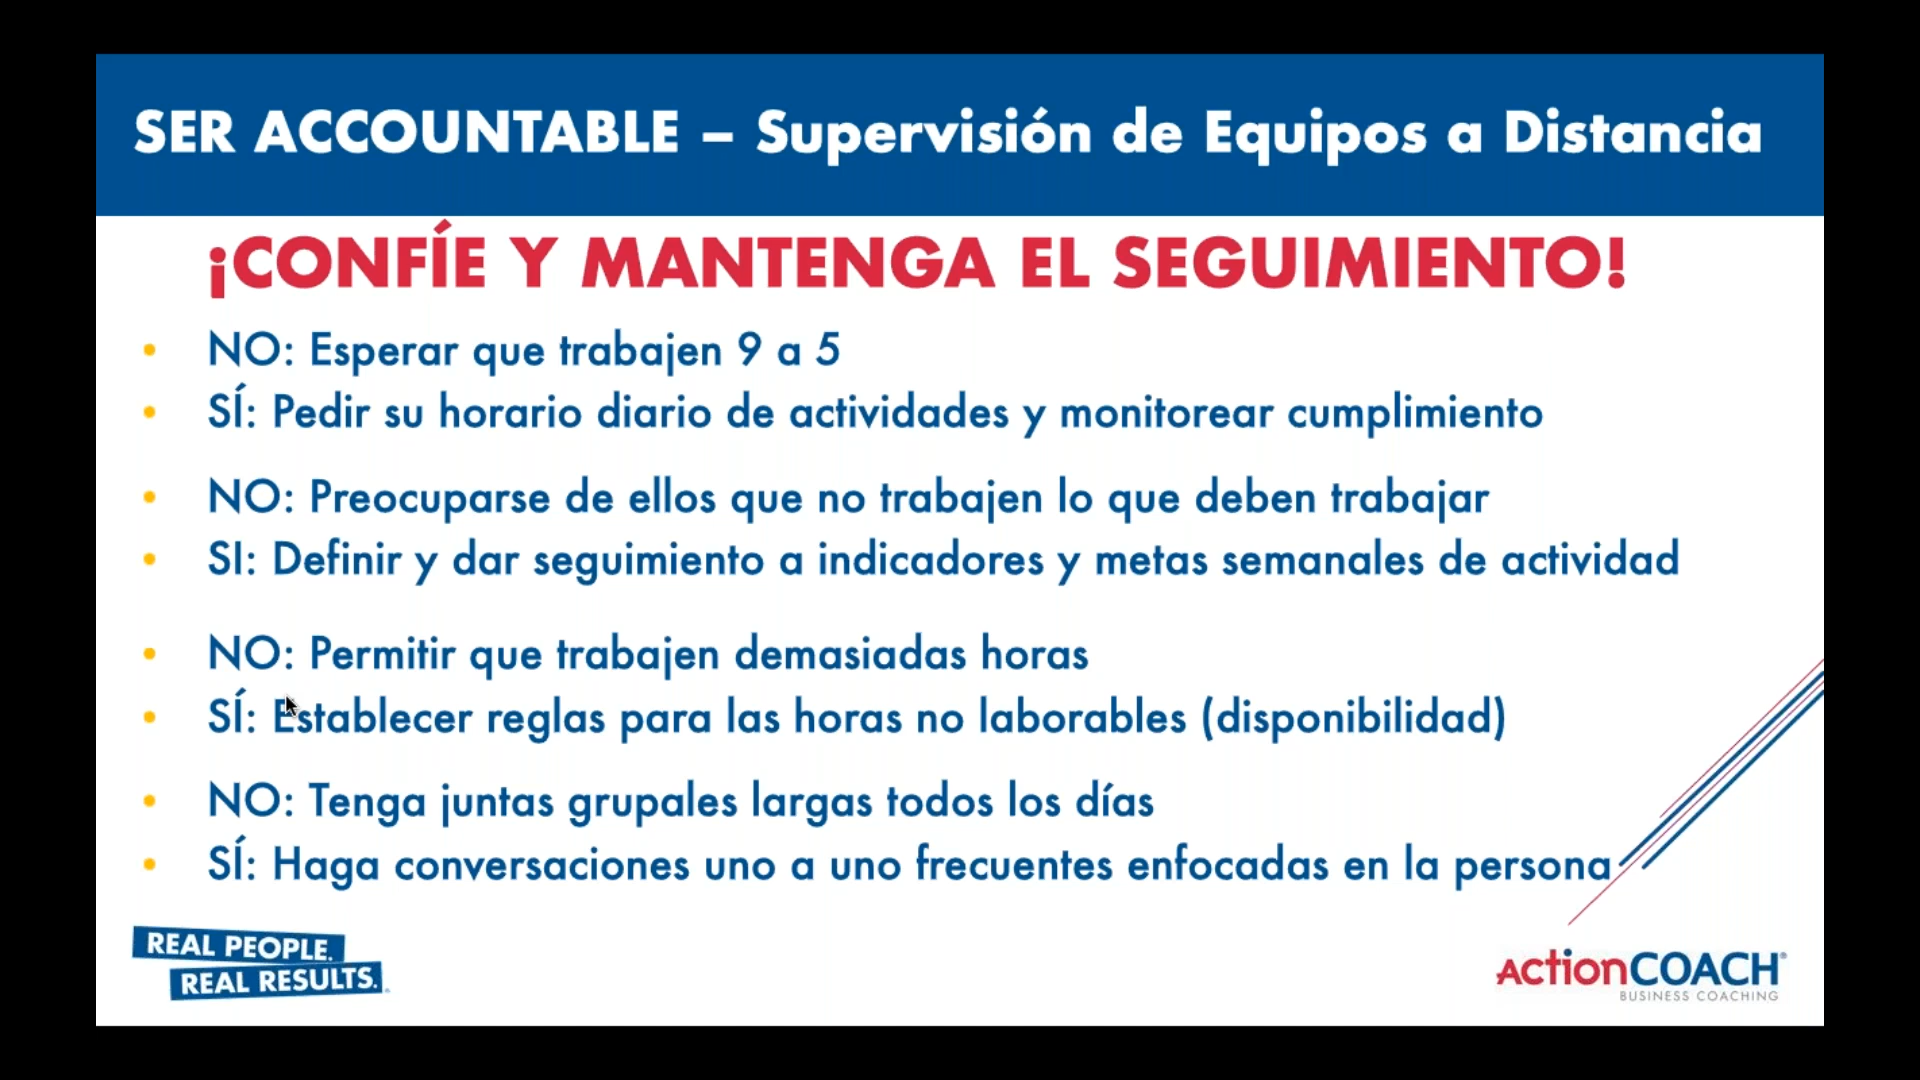 SER ACCOUNTABLE – Supervisión de Equipos a Distancia
¡CONFÍE Y MANTENGA EL SEGUIMIENTO!
• NO: Esperar que trabajen 9 a 5
• SÍ: Pedir su horario diario de actividades y monitorear cumplimiento
• NO: Preocuparse de ellos que no trabajen lo que deben trabajar
• SI: Definir y dar seguimiento a indicadores y metas semanales de actividad
• NO: Permitir que trabajen demasiadas horas
• SÍ: Establecer reglas para las horas no laborables (disponibilidad)
• NO: Tenga juntas grupales largas todos los días
• SÍ: Haga conversaciones uno a uno frecuentes enfocadas en la persona
REAL PEOPLE.
REAL RESULTS.
ActionCOACH
BUSINESS COACHING